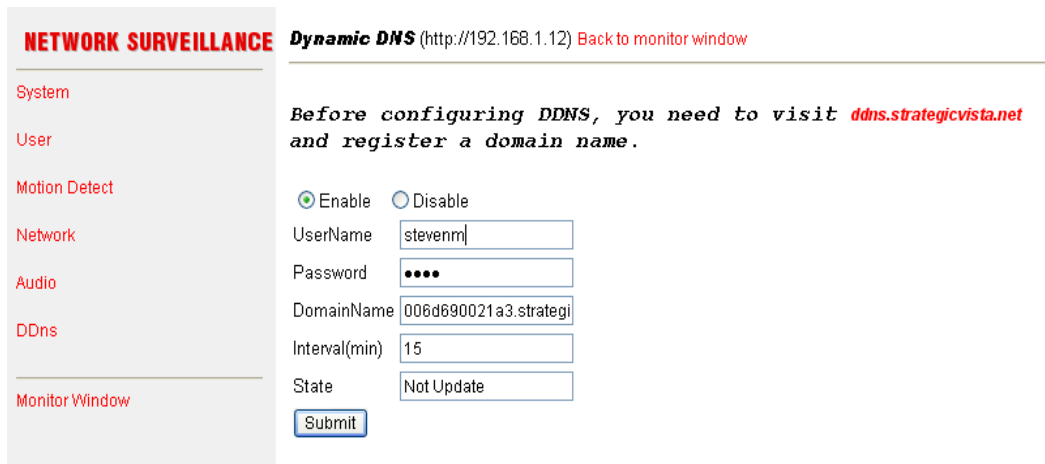 NETWORK SURVEILLANCE
System
User
Motion Detect
Network
Audio
DDns
Monitor Window
Dynamic DNS (http://192.168.1.12) Back to monitor window
Before configuring DDNS, you need to visit ddns.strategicvista.net
and register a domain name.
Enable Disable
UserName stevenm
Password ••••
DomainName 006d690021a3.strategi
Interval(min) 15
State Not Update
Submit